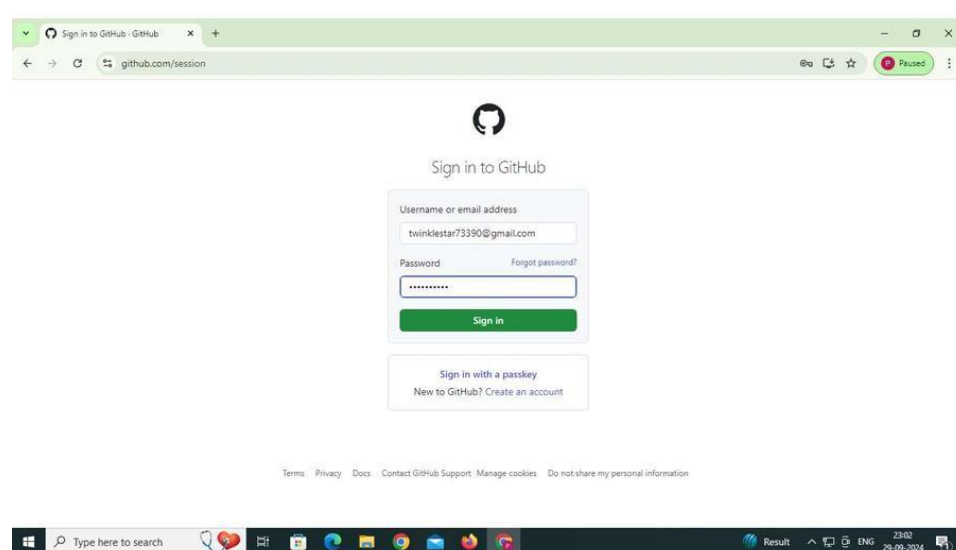 Sign in to GitHub · GitHub
github.com/session
P Paused
Sign in to GitHub
Username or email address
twinklestar73390@gmail.com
Password Forgot password?
••••••••••
Sign in
Sign in with a passkey
New to GitHub? Create an account
Terms Privacy Docs Contact GitHub Support Manage cookies Do not share my personal information
Type here to search Result ENG 23:02
29-09-2024